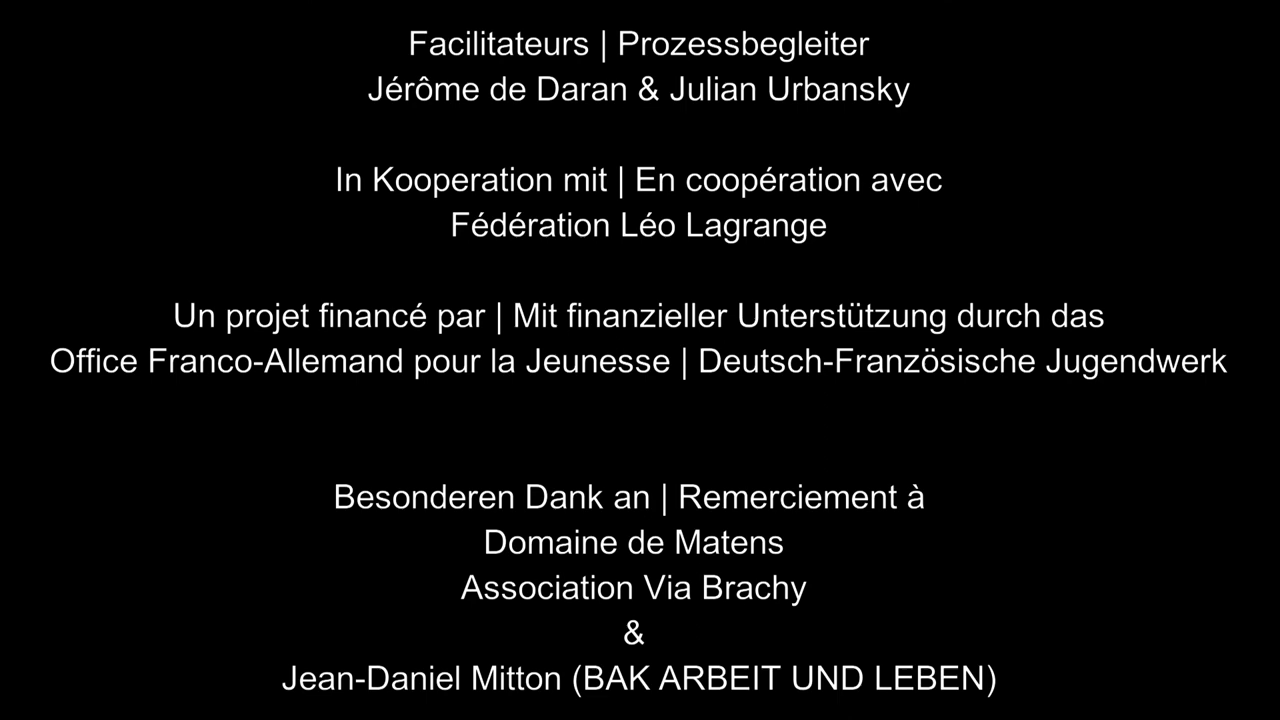 Facilitateurs | Prozessbegleiter
Jérôme de Daran & Julian Urbansky
In Kooperation mit | En coopération avec
Fédération Léo Lagrange
Un projet financé par | Mit finanzieller Unterstützung durch das
Office Franco-Allemand pour la Jeunesse | Deutsch-Französische Jugendwerk
Besonderen Dank an | Remerciement à
Domaine de Matens
Association Via Brachy
&
Jean-Daniel Mitton (BAK ARBEIT UND LEBEN)